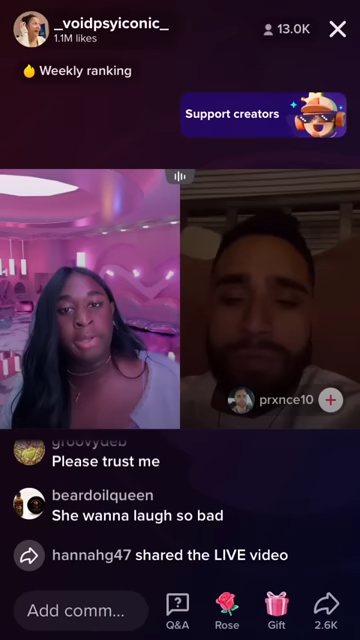 _voidpsyiconic_
1.1M likes
13.0K
Weekly ranking
Support creators
prxnce10
groovydeb
Please trust me
beardoilqueen
She wanna laugh so bad
hannahg47 shared the LIVE video
Add comm...
Q&A
Rose
Gift
2.6K